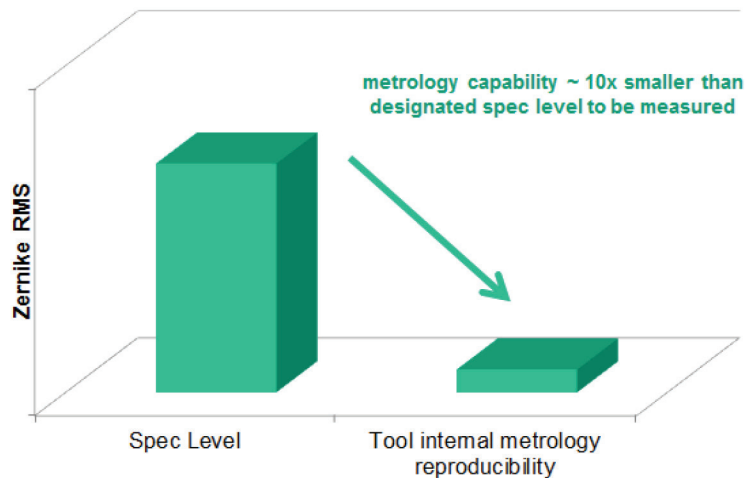 metrology capability ~ 10x smaller than
designated spec level to be measured
Zernike RMS
Spec Level
Tool internal metrology
reproducibility